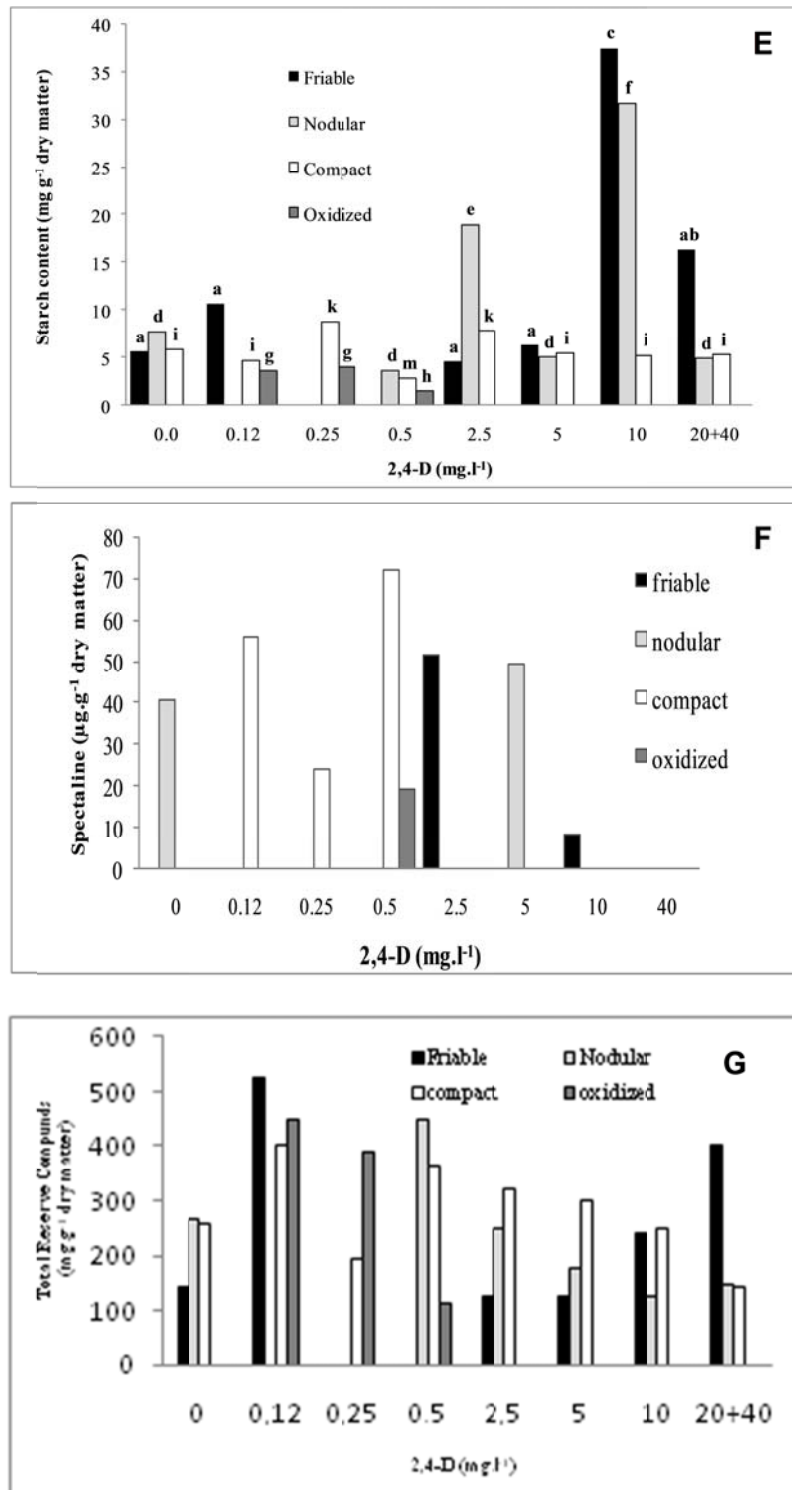 E
40
35
30
25
20
15
10
5
0
Starch content (mg g⁻¹ dry matter)
Friable
Nodular
Compact
Oxidized
a d i
a i g
k g
d m h
a e k
a d i
c f i
ab d i
0.0 0.12 0.25 0.5 2.5 5 10 20+40
2,4-D (mg.l⁻¹)
F
80
70
60
50
40
30
20
10
0
Spectaline (µg.g⁻¹ dry matter)
friable
nodular
compact
oxidized
0 0.12 0.25 0.5 2.5 5 10 40
2,4-D (mg.l⁻¹)
G
600
500
400
300
200
100
0
Total Reserve Compunds
(mg g⁻¹ dry matter)
Friable Nodular
compact oxidized
0 0,12 0,25 0.5 2,5 5 10 20+40
2,4-D (mg.l⁻¹)